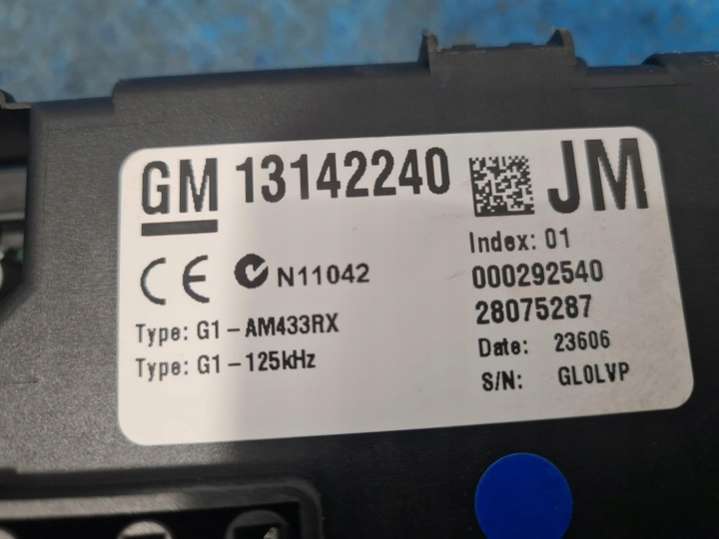 GM 13142240 JM
Index: 01
CE N11042 000292540
28075287
Type: G1-AM433RX
Date: 23606
Type: G1-125kHz
S/N: GL0LVP